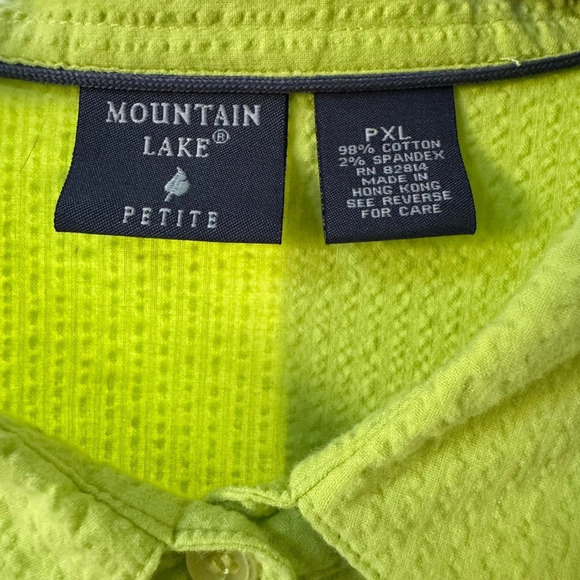 MOUNTAIN
LAKE®
PETITE
PXL
98% COTTON
2% SPANDEX
RN 82814
MADE IN
HONG KONG
SEE REVERSE
FOR CARE